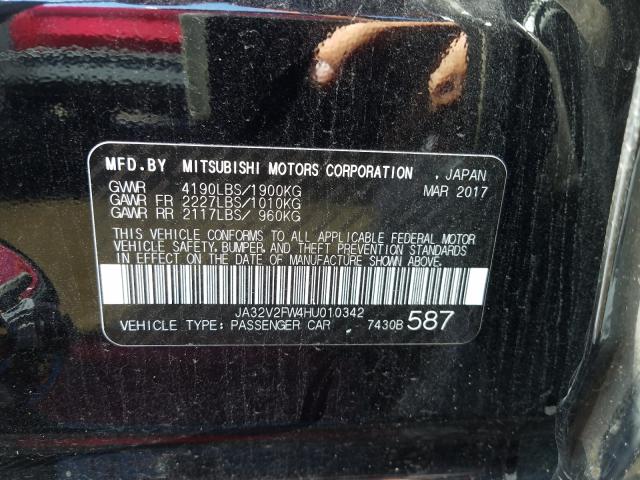 MFD.BY MITSUBISHI MOTORS CORPORATION , JAPAN
GVWR 4190LBS/1900KG MAR 2017
GAWR FR 2227LBS/1010KG
GAWR RR 2117LBS/ 960KG
THIS VEHICLE CONFORMS TO ALL APPLICABLE FEDERAL MOTOR
VEHICLE SAFETY, BUMPER, AND THEFT PREVENTION STANDARDS
IN EFFECT ON THE DATE OF MANUFACTURE SHOWN ABOVE.
JA32V2FW4HU010342
VEHICLE TYPE: PASSENGER CAR 7430B 587